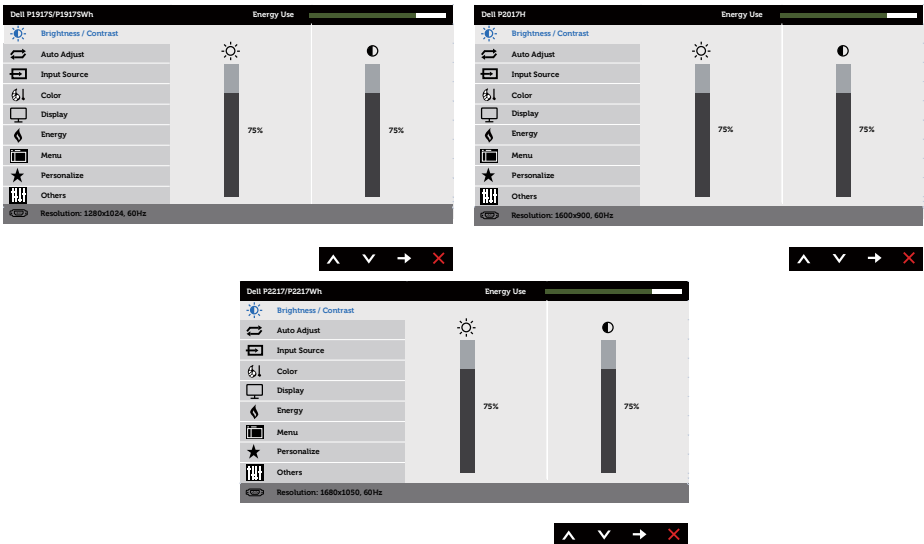 Dell P1917S/P1917SWh Energy Use
Brightness / Contrast
Auto Adjust
Input Source
Color
Display
Energy
Menu
Personalize
Others
75% 75%
Resolution: 1280x1024, 60Hz
Dell P2017H Energy Use
Brightness / Contrast
Auto Adjust
Input Source
Color
Display
Energy
Menu
Personalize
Others
75% 75%
Resolution: 1600x900, 60Hz
Dell P2217/P2217Wh Energy Use
Brightness / Contrast
Auto Adjust
Input Source
Color
Display
Energy
Menu
Personalize
Others
75% 75%
Resolution: 1680x1050, 60Hz